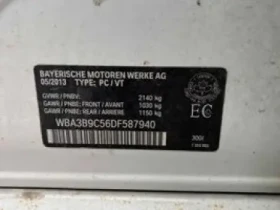 BAYERISCHE MOTOREN WERKE AG
05/2013 TYPE: PC / VT
GVWR / PNBV: 2140 kg
GAWR / PNBE: FRONT / AVANT 1030 kg
GAWR / PNBE: REAR / ARRIERE 1150 kg
WBA3B9C56DF587940
EC